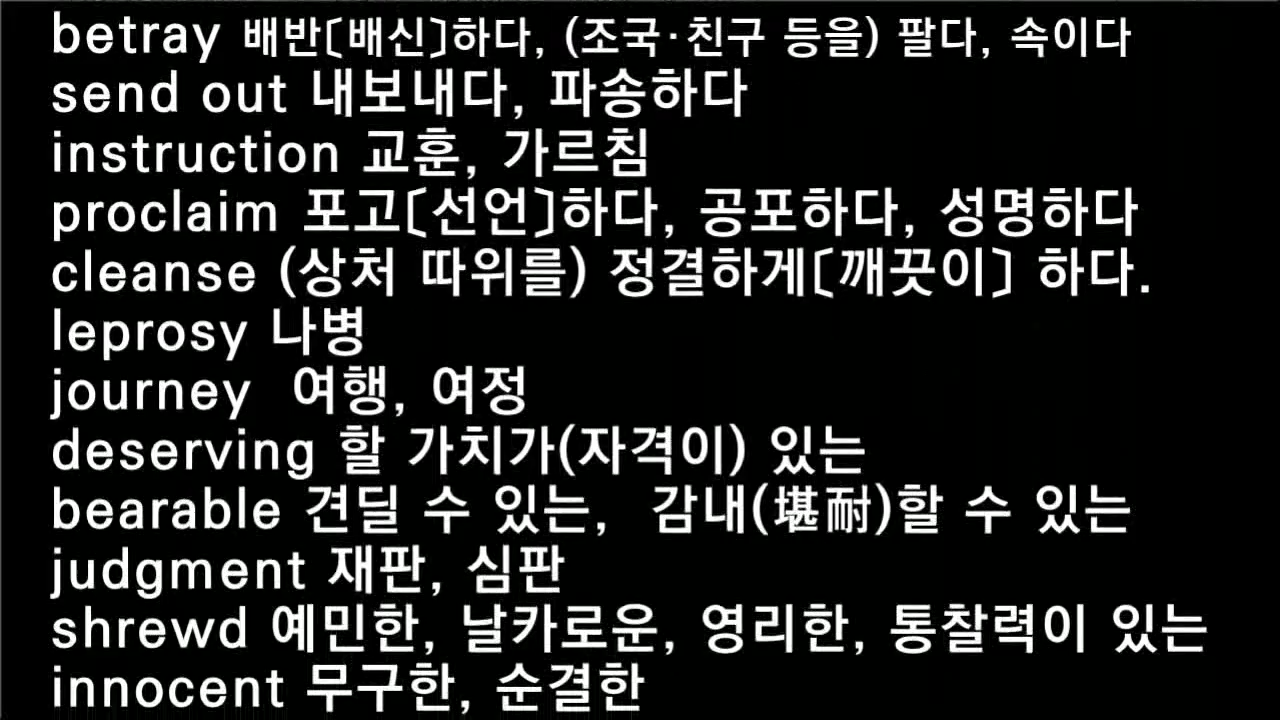 betray 배반〔배신〕하다, (조국·친구 등을) 팔다, 속이다
send out 내보내다, 파송하다
instruction 교훈, 가르침
proclaim 포고〔선언〕하다, 공포하다, 성명하다
cleanse (상처 따위를) 정결하게〔깨끗이〕 하다.
leprosy 나병
journey  여행, 여정
deserving 할 가치가(자격이) 있는
bearable 견딜 수 있는,  감내(堪耐)할 수 있는
judgment 재판, 심판
shrewd 예민한, 날카로운, 영리한, 통찰력이 있는
innocent 무구한, 순결한